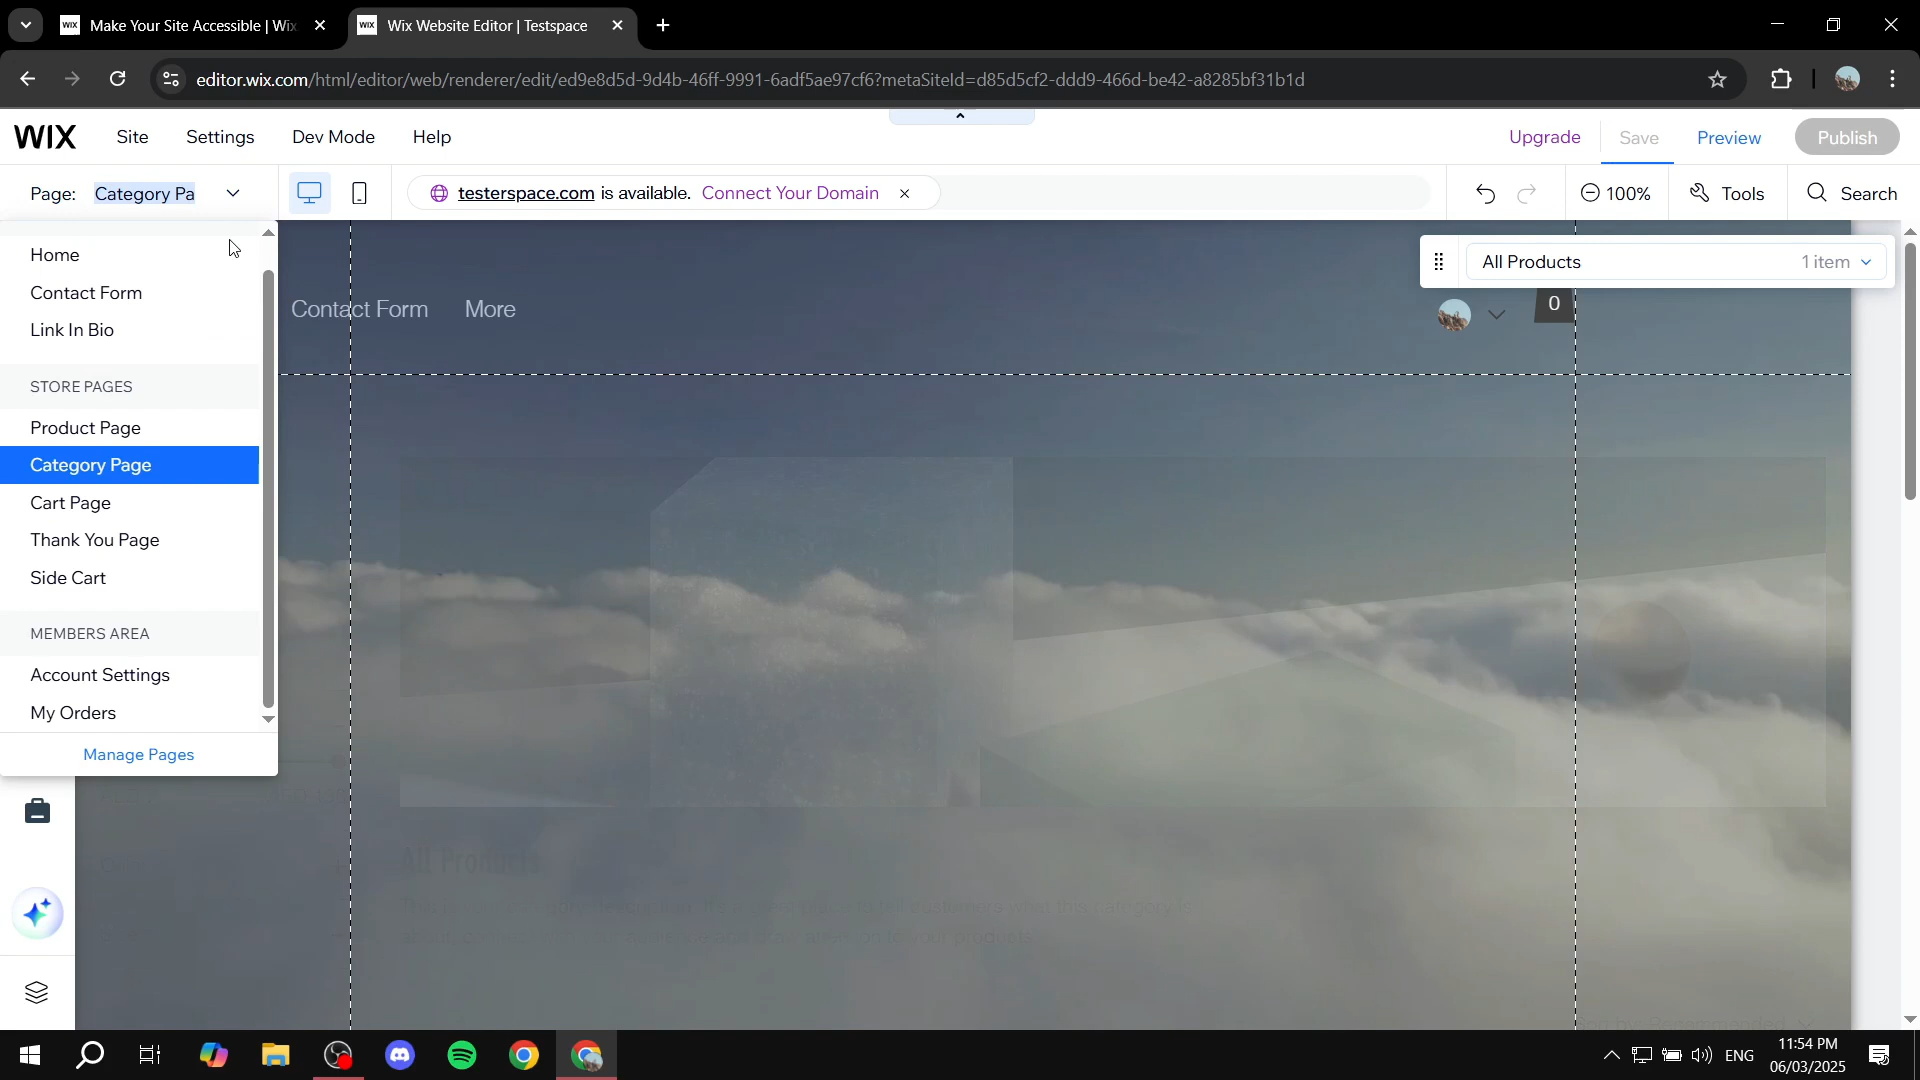 Make Your Site Accessible | Wix
Wix Website Editor | Testspace
editor.wix.com/html/editor/web/renderer/edit/ed9e8d5d-9d4b-46ff-9991-6adf5ae97cf6?metaSiteId=d85d5cf2-ddd9-466d-be42-a8285bf31b1d
WIX Site Settings Dev Mode Help Upgrade Save Preview Publish
Page: Category Pa testerspace.com is available. Connect Your Domain 100% Tools Search
All Products 1 item
Home
Contact Form
Link In Bio
STORE PAGES
Product Page
Category Page
Cart Page
Thank You Page
Side Cart
MEMBERS AREA
Account Settings
My Orders
Manage Pages
Contact Form More 0
All Products
ENG
11:54 PM
06/03/2025